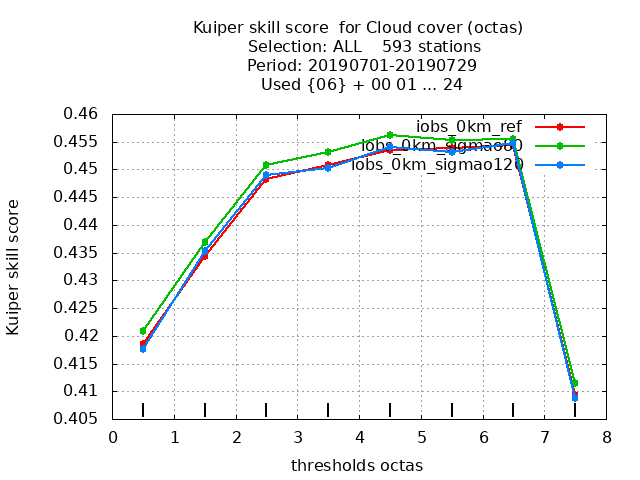 Kuiper skill score for Cloud cover (octas)
Selection: ALL 593 stations
Period: 20190701-20190729
Used {06} + 00 01 ... 24
0.46
0.455
0.45
0.445
0.44
0.435
0.43
0.425
0.42
0.415
0.41
0.405
Kuiper skill score
iobs_0km_ref
iobs_0km_sigmao80
iobs_0km_sigmao120
0 1 2 3 4 5 6 7 8
thresholds octas